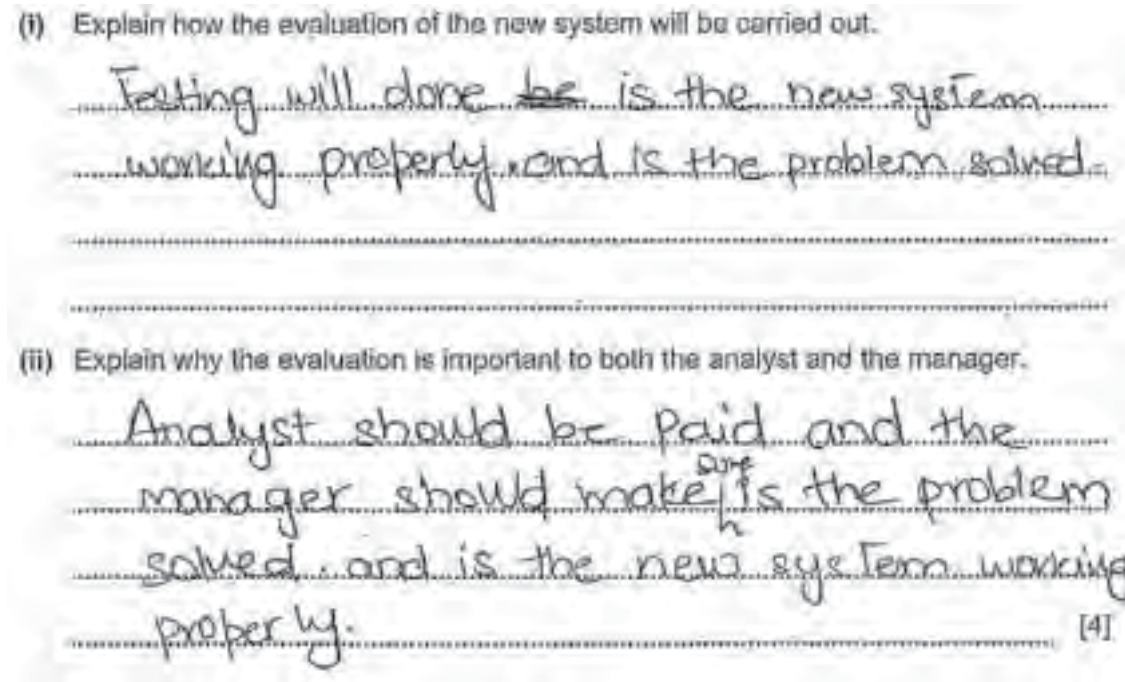 (i) Explain how the evaluation of the new system will be carried out.
Testing will done be is the new system
working properly. and is the problem solved.
(ii) Explain why the evaluation is important to both the analyst and the manager.
Analyst should be paid and the
manager should make sure is the problem
solved. and is the new system working
properly.
[4]